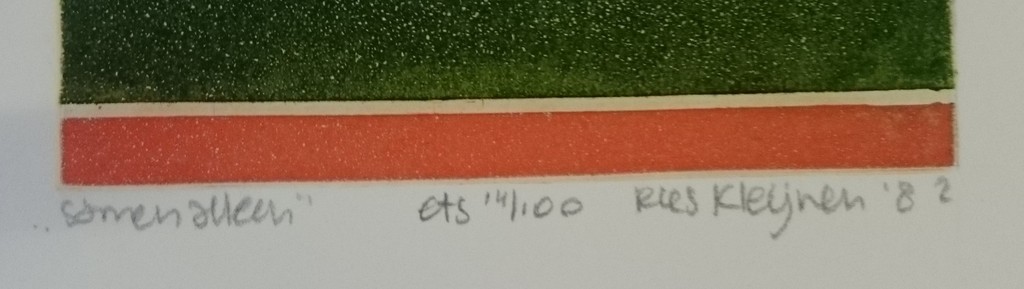 „samen alleen" ets 14/100 Ries Kleijnen '82